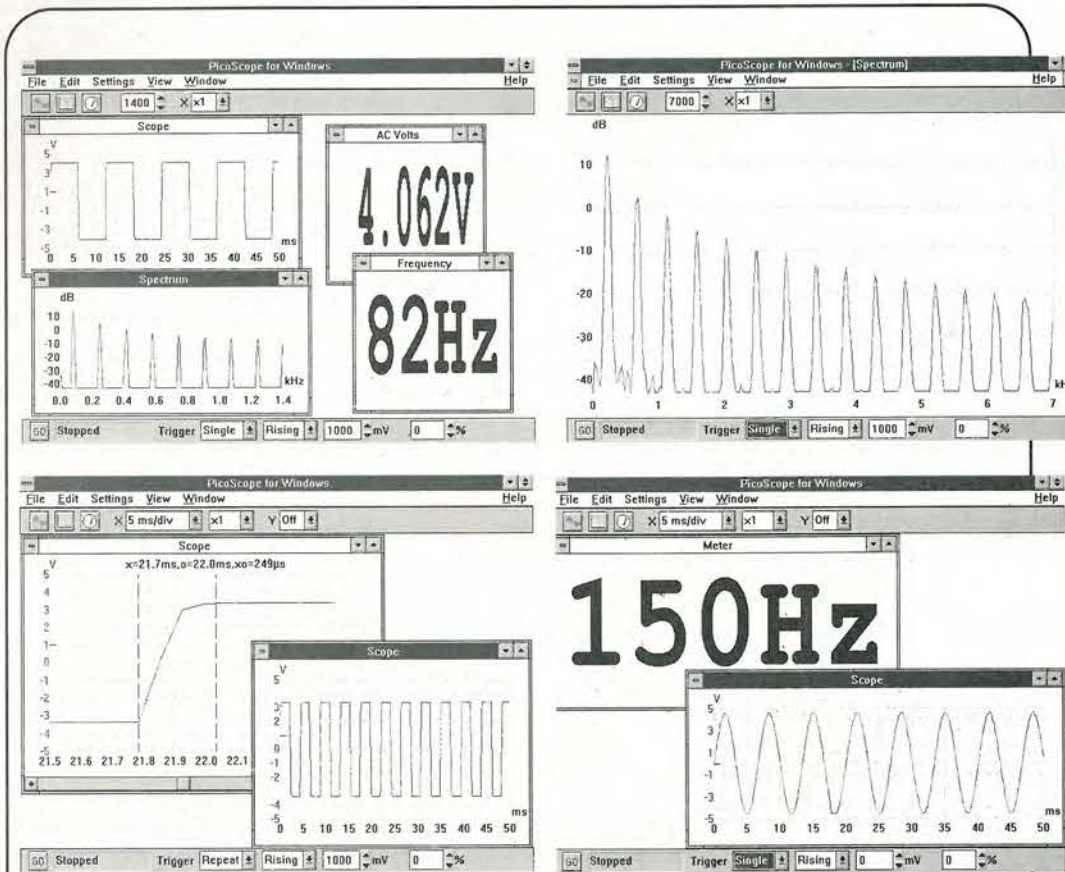 PicoScope for Windows
File Edit Settings View Window Help
1400 X x1
Scope
V
5
3
1
-1
-3
-5
ms
0 5 10 15 20 25 30 35 40 45 50
AC Volts
4.062V
Frequency
82Hz
Spectrum
dB
10
0
-10
-20
-30
-40
kHz
0.0 0.2 0.4 0.6 0.8 1.0 1.2 1.4
GO Stopped Trigger Single Rising 1000 mV 0 %
PicoScope for Windows - [Spectrum]
File Edit Settings View Window Help
7000 X x1
dB
10
0
-10
-20
-30
-40
0 1 2 3 4 5 6 7
GO Stopped Trigger Single Rising 1000 mV 0 %
PicoScope for Windows
File Edit Settings View Window Help
X 5 ms/div x1 Y Off
Scope
x=21.7ms,o=22.0ms,xo=249µs
V
5
4
3
2
1
0
-1
-2
-3
-5
21.5 21.6 21.7 21.8 21.9 22.0 22.1
Scope
V
5
3
2
1
0
-1
-2
-4
-5
ms
0 5 10 15 20 25 30 35 40 45 50
GO Stopped Trigger Repeat Rising 1000 mV 0 %
PicoScope for Windows
File Edit Settings View Window Help
X 5 ms/div x1 Y Off
Meter
150Hz
Scope
V
5
3
1
-1
-3
-5
ms
0 5 10 15 20 25 30 35 40 45 50
GO Stopped Trigger Single Rising 0 mV 0 %